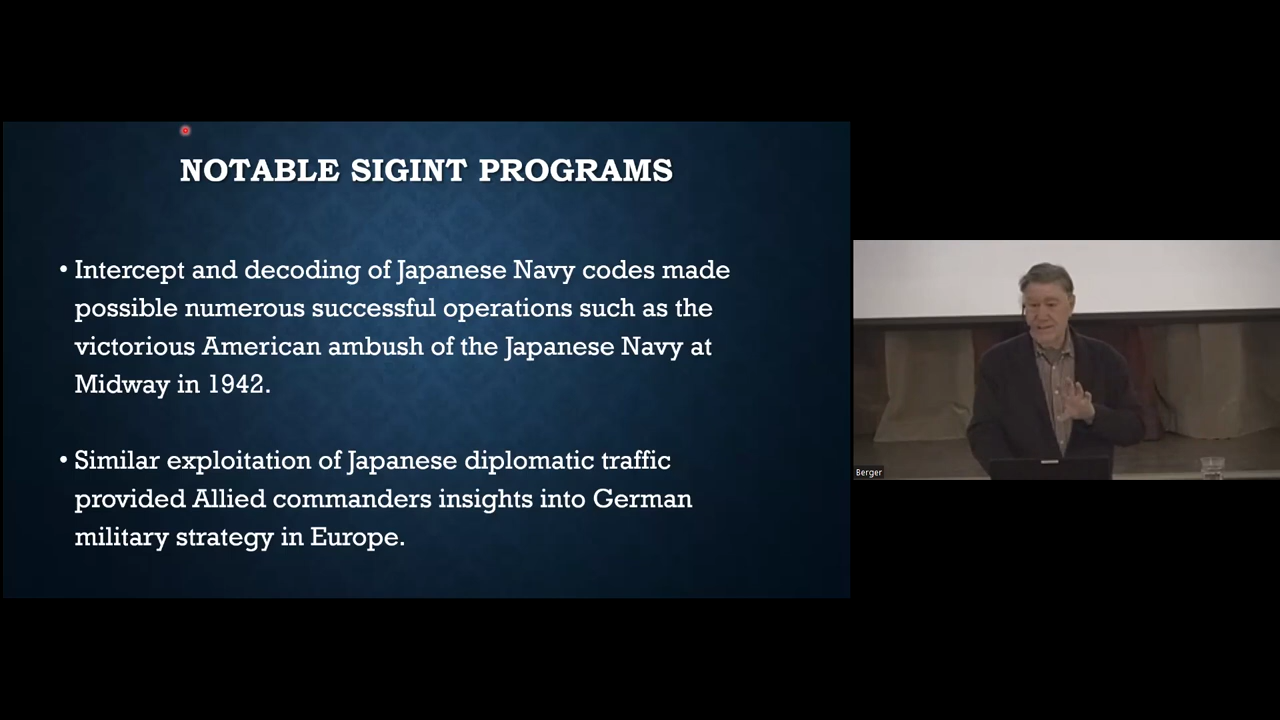 NOTABLE SIGINT PROGRAMS
• Intercept and decoding of Japanese Navy codes made
possible numerous successful operations such as the
victorious American ambush of the Japanese Navy at
Midway in 1942.
• Similar exploitation of Japanese diplomatic traffic
provided Allied commanders insights into German
military strategy in Europe.
Berger